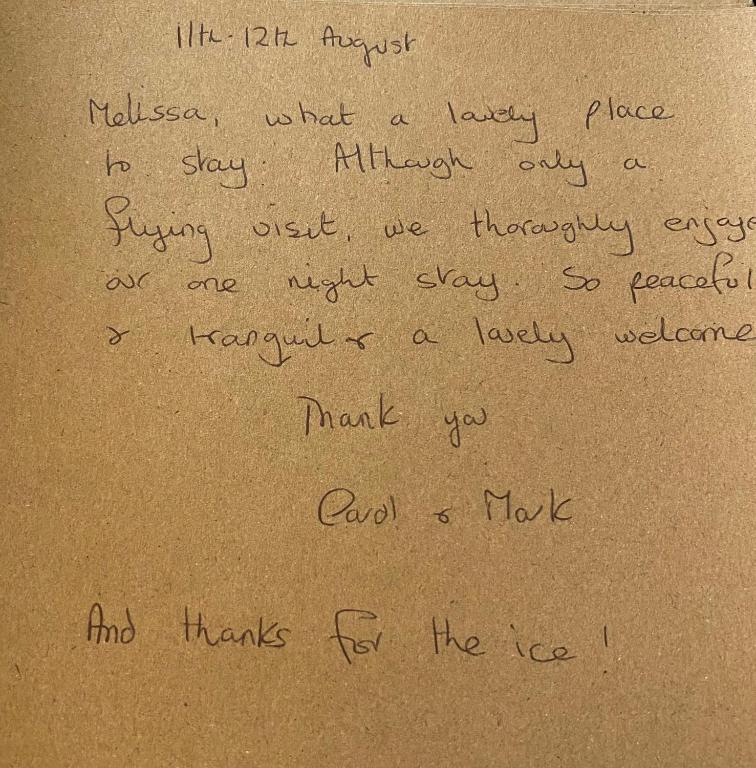 11th - 12th August
Melissa, what a lovely place
to stay. Although only a
flying visit, we thoroughly enjoye
our one night stay. So peaceful
& tranquil & a lovely welcome
Thank you
Carol & Mark
And thanks for the ice!